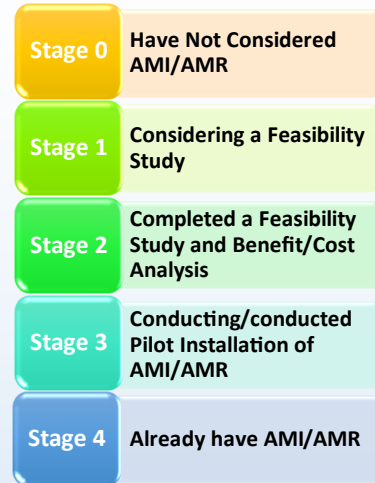 Stage 0
Have Not Considered
AMI/AMR
Stage 1
Considering a Feasibility
Study
Stage 2
Completed a Feasibility
Study and Benefit/Cost
Analysis
Stage 3
Conducting/conducted
Pilot Installation of
AMI/AMR
Stage 4
Already have AMI/AMR